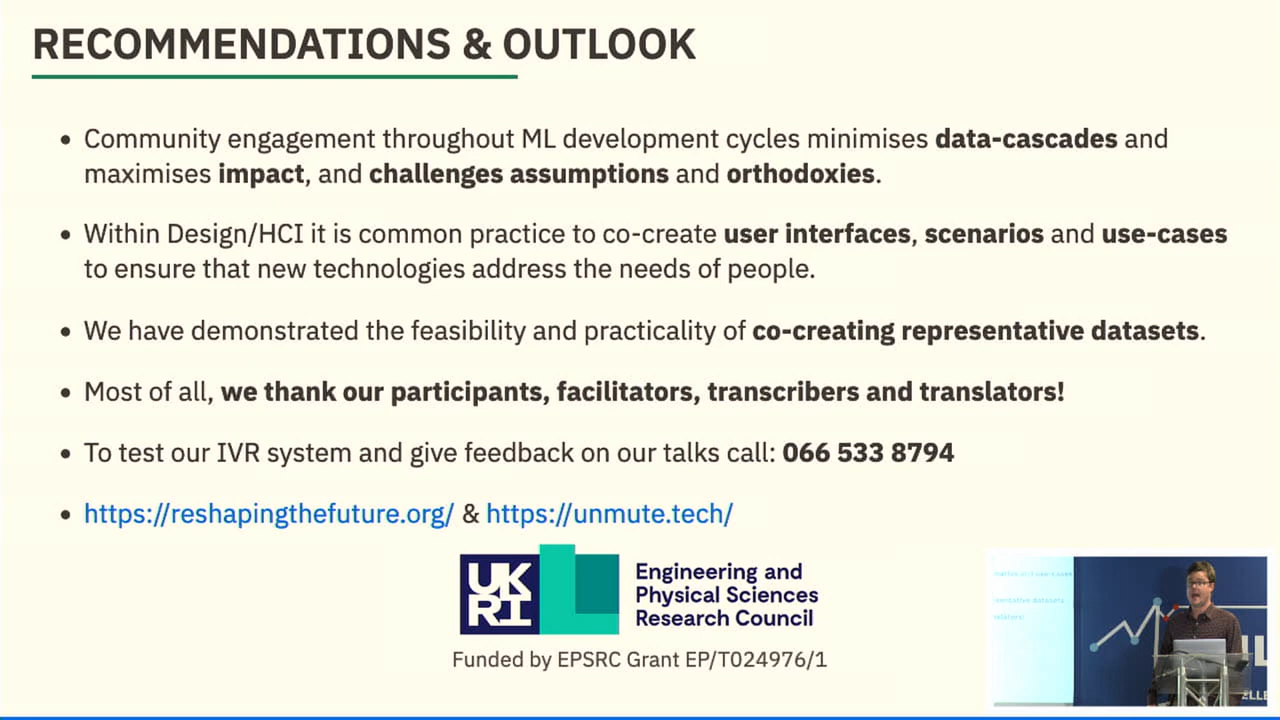 RECOMMENDATIONS & OUTLOOK
• Community engagement throughout ML development cycles minimises data-cascades and
maximises impact, and challenges assumptions and orthodoxies.
• Within Design/HCI it is common practice to co-create user interfaces, scenarios and use-cases
to ensure that new technologies address the needs of people.
• We have demonstrated the feasibility and practicality of co-creating representative datasets.
• Most of all, we thank our participants, facilitators, transcribers and translators!
• To test our IVR system and give feedback on our talks call: 066 533 8794
• https://reshapingthefuture.org/ & https://unmute.tech/
UK
RI
Engineering and
Physical Sciences
Research Council
Funded by EPSRC Grant EP/T024976/1